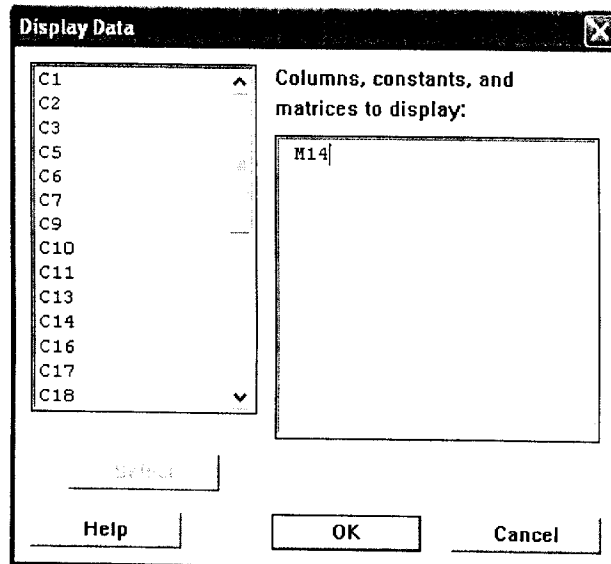 Display Data
C1
C2
C3
C5
C6
C7
C9
C10
C11
C13
C14
C16
C17
C18
Columns, constants, and
matrices to display:
M14
Select
Help
OK
Cancel